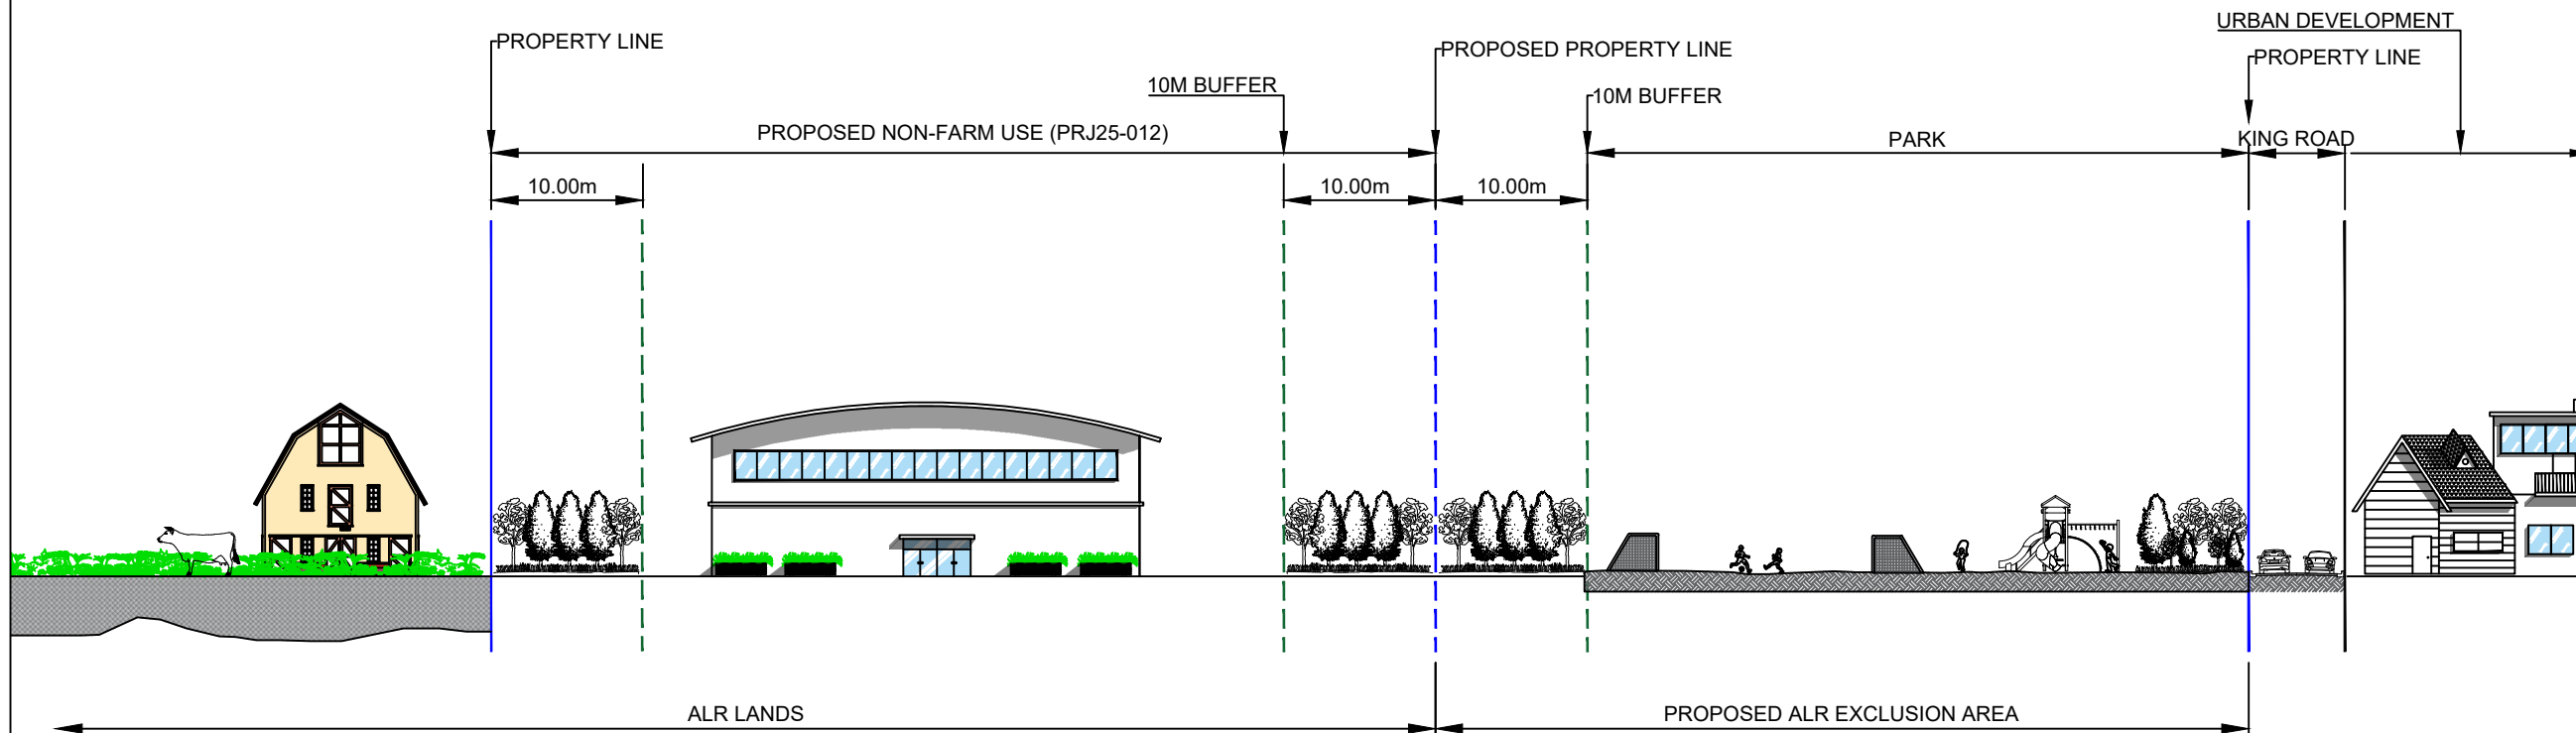 URBAN DEVELOPMENT
PROPERTY LINE
PROPOSED PROPERTY LINE
PROPERTY LINE
10M BUFFER
10M BUFFER
PROPOSED NON-FARM USE (PRJ25-012)
PARK
KING ROAD
10.00m
10.00m
10.00m
ALR LANDS
PROPOSED ALR EXCLUSION AREA